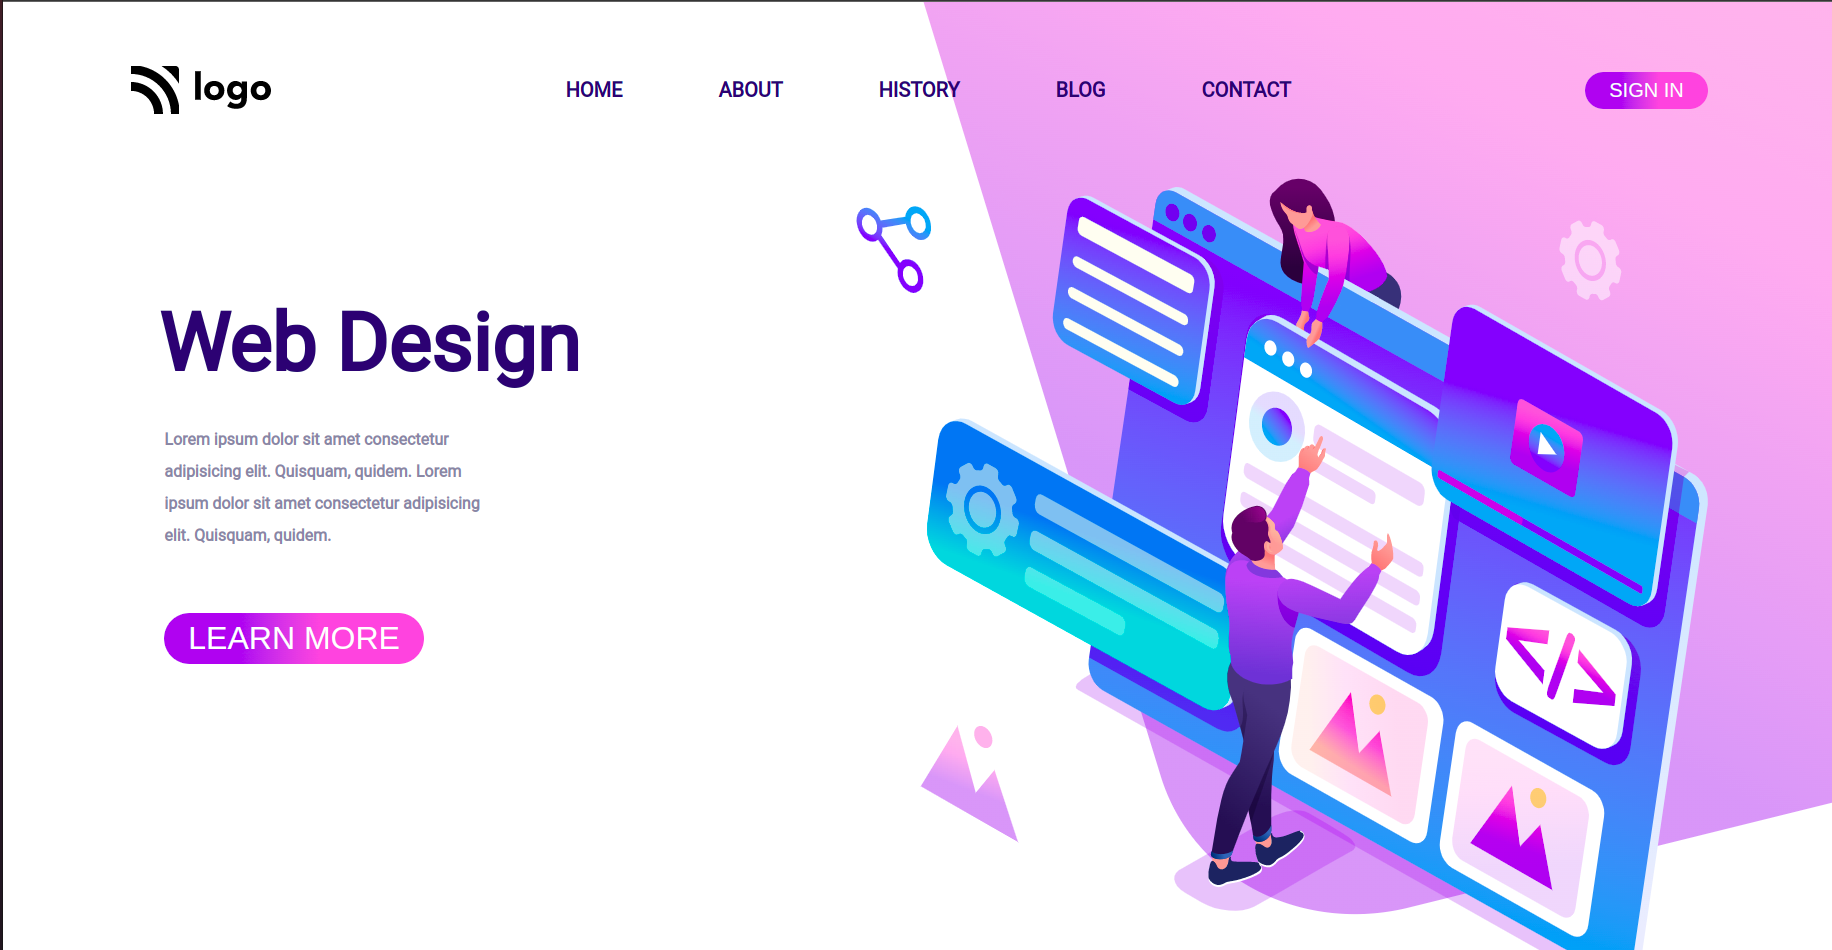 logo
HOME
ABOUT
HISTORY
BLOG
CONTACT
SIGN IN
Web Design
Lorem ipsum dolor sit amet consectetur
adipisicing elit. Quisquam, quidem. Lorem
ipsum dolor sit amet consectetur adipisicing
elit. Quisquam, quidem.
LEARN MORE
</>